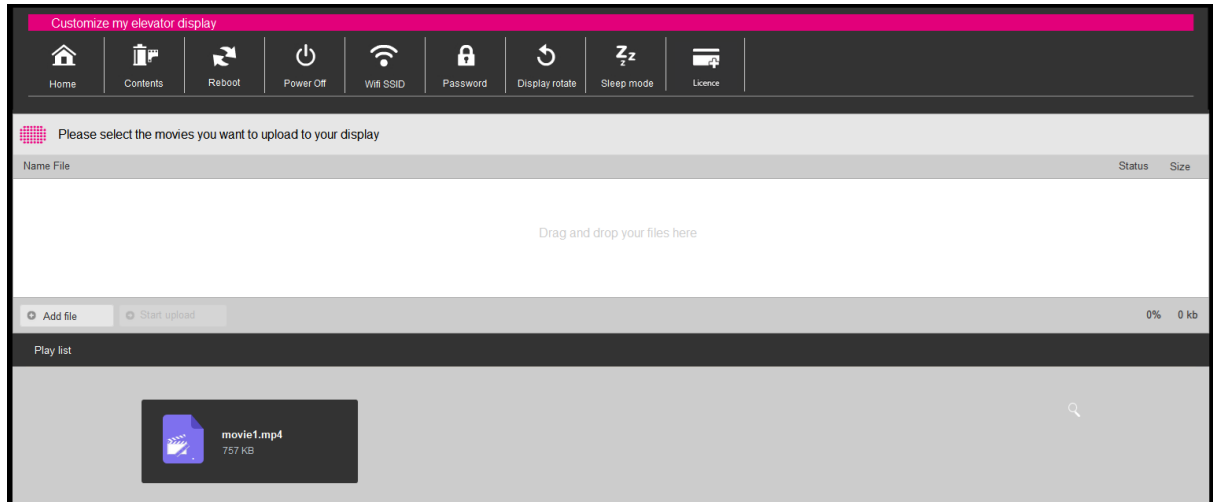 Customize my elevator display
Home Contents Reboot Power Off Wifi SSID Password Display rotate Sleep mode Licence
Please select the movies you want to upload to your display
Name File Status Size
Drag and drop your files here
Add file Start upload 0% 0 kb
Play list
movie1.mp4
757 KB